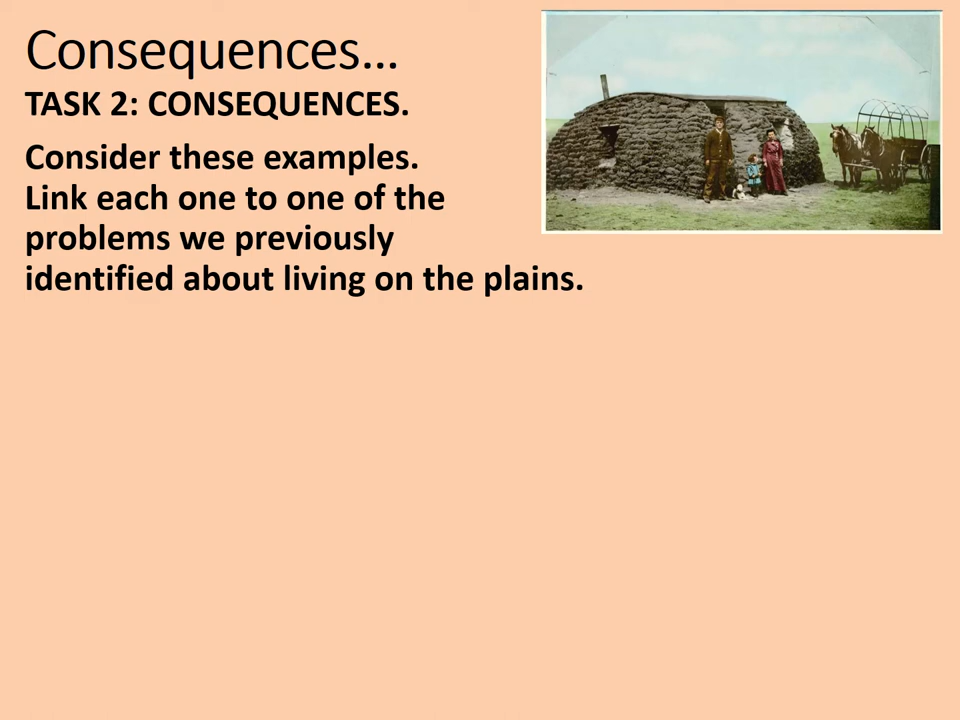 Consequences…
TASK 2: CONSEQUENCES.
Consider these examples.
Link each one to one of the
problems we previously
identified about living on the plains.